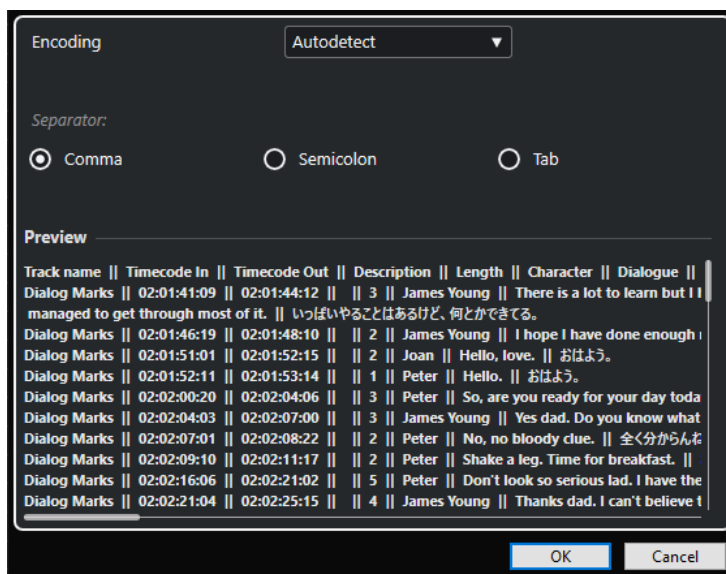 Encoding Autodetect
Separator:
Comma Semicolon Tab
Preview
Track name || Timecode In || Timecode Out || Description || Length || Character || Dialogue ||
Dialog Marks || 02:01:41:09 || 02:01:44:12 || || 3 || James Young || There is a lot to learn but I
managed to get through most of it. || いっぱいやることはあるけど、何とかできてる。
Dialog Marks || 02:01:46:19 || 02:01:48:10 || || 2 || James Young || I hope I have done enough
Dialog Marks || 02:01:51:01 || 02:01:52:15 || || 2 || Joan || Hello, love. || おはよう。
Dialog Marks || 02:01:52:11 || 02:01:53:14 || || 1 || Peter || Hello. || おはよう。
Dialog Marks || 02:02:00:20 || 02:02:04:06 || || 3 || Peter || So, are you ready for your day toda
Dialog Marks || 02:02:04:03 || 02:02:07:00 || || 3 || James Young || Yes dad. Do you know what
Dialog Marks || 02:02:07:01 || 02:02:08:22 || || 2 || Peter || No, no bloody clue. || 全く分からんね
Dialog Marks || 02:02:09:10 || 02:02:11:17 || || 2 || Peter || Shake a leg. Time for breakfast. ||
Dialog Marks || 02:02:16:06 || 02:02:21:02 || || 5 || Peter || Don't look so serious lad. I have the
Dialog Marks || 02:02:21:04 || 02:02:25:15 || || 4 || James Young || Thanks dad. I can't believe t
OK Cancel